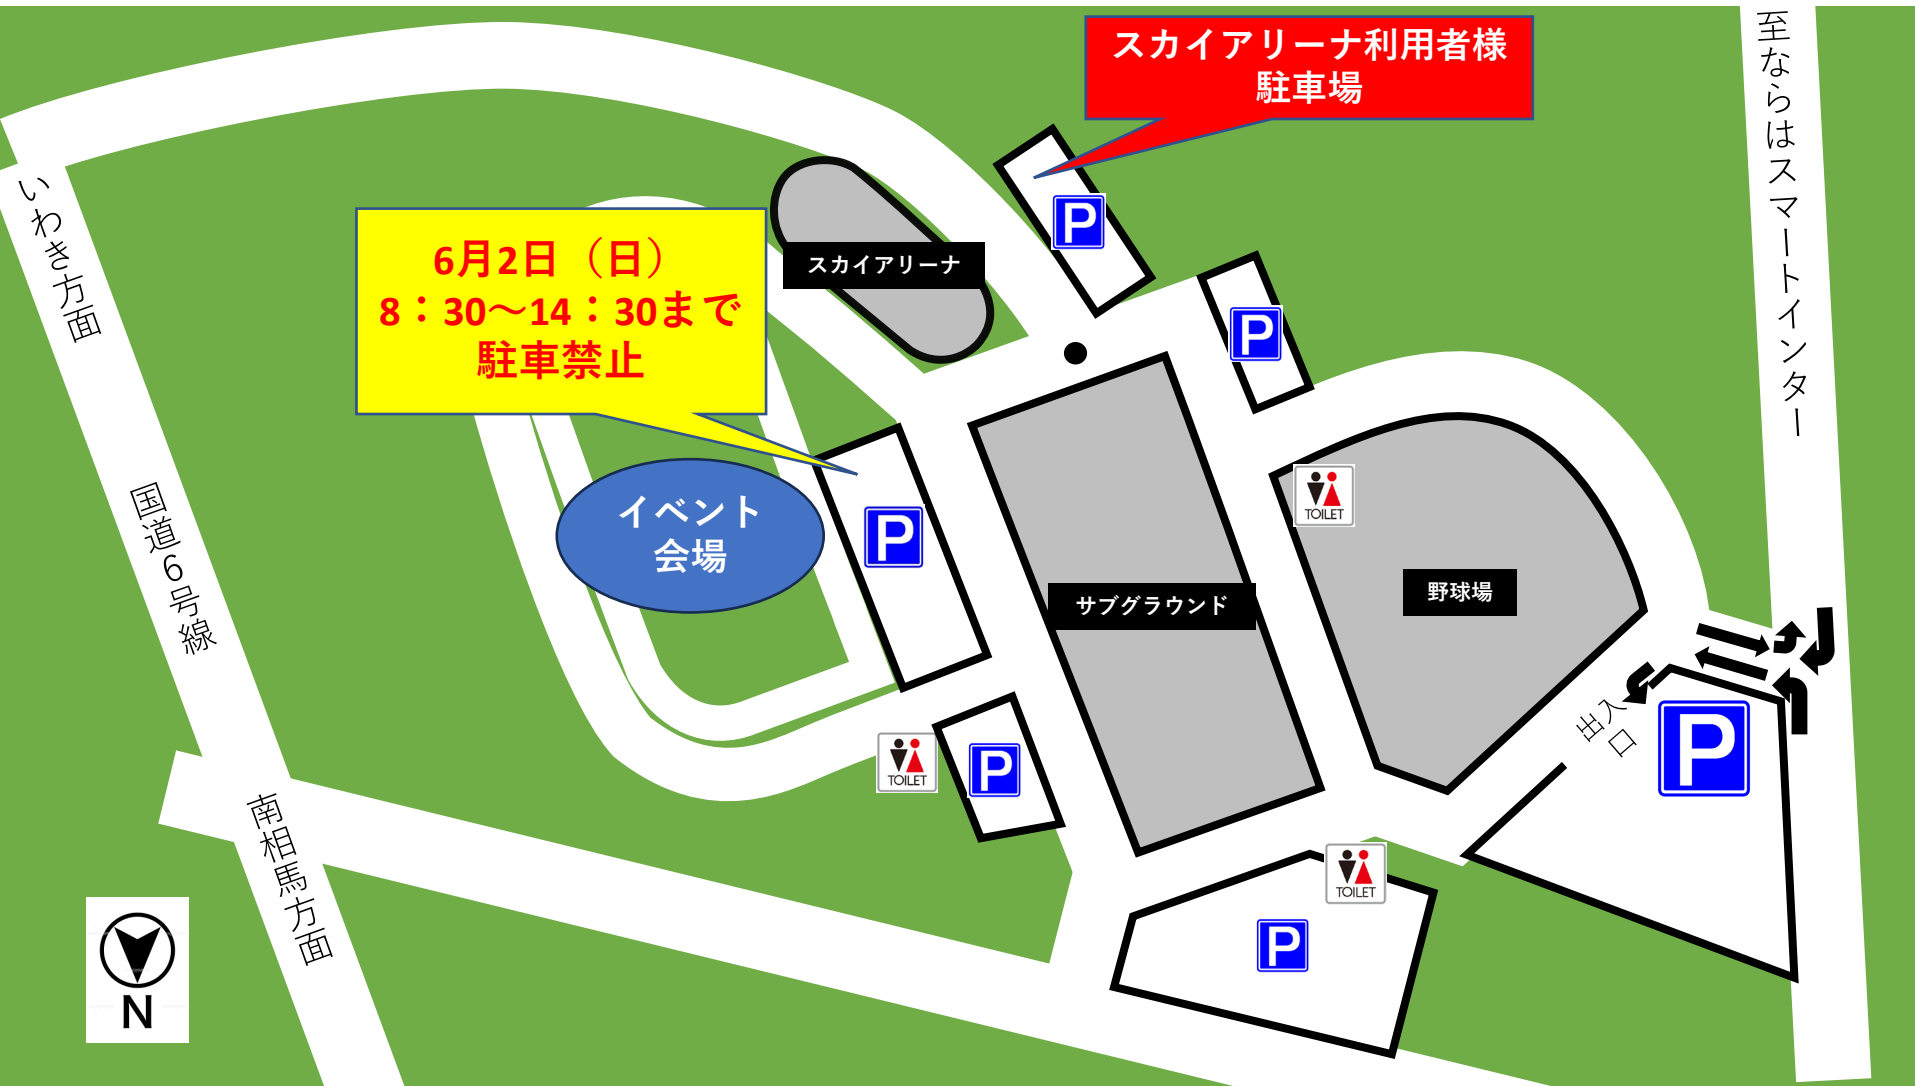 スカイアリーナ利用者様
駐車場
至ならはスマートインター
いわき方面
6月2日（日）
8：30～14：30まで
駐車禁止
スカイアリーナ
P
P
イベント
会場
P
TOILET
国道6号線
サブグラウンド
野球場
出入口
P
TOILET
P
南相馬方面
TOILET
P
N